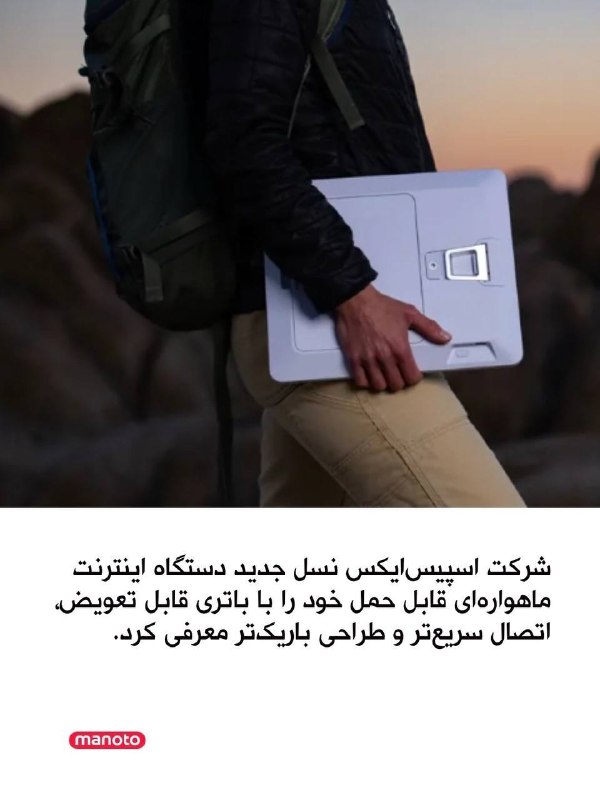 شرکت اسپیس‌ایکس نسل جدید دستگاه اینترنت
ماهواره‌ای قابل حمل خود را با باتری قابل تعویض،
اتصال سریع‌تر و طراحی باریک‌تر معرفی کرد.
manoto